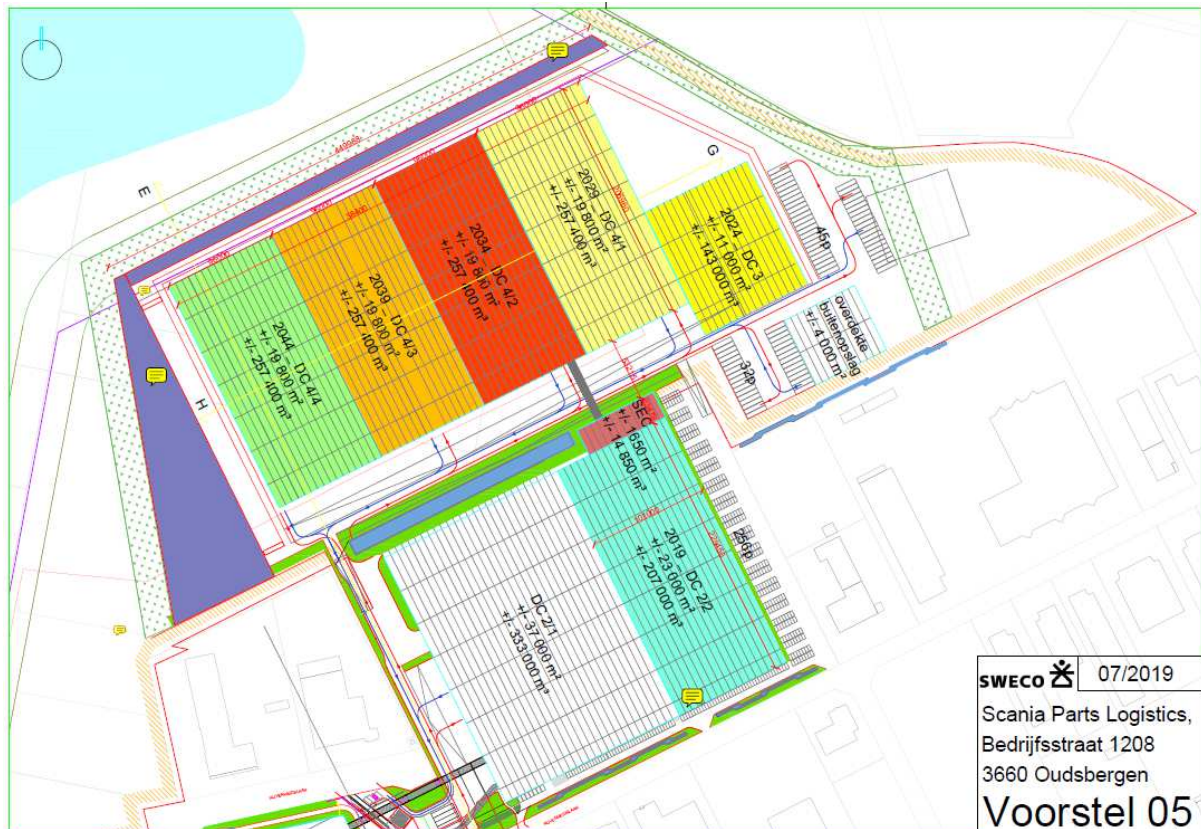 E
G
H
2044 – DC 4/4
+/- 19 800 m²
+/- 257 400 m³
2039 – DC 4/3
+/- 19 800 m²
+/- 257 400 m³
2034 – DC 4/2
+/- 19 800 m²
+/- 257 400 m³
2029 – DC 4/1
+/- 19 800 m²
+/- 257 400 m³
2024 – DC 3
+/- 11 000 m²
+/- 143 000 m³
45p
overdekte
buitenopslag
+/- 4 000 m²
32p
SEC
+/- 1650 m²
+/- 14 850 m³
2019 – DC 2/2
+/- 23 000 m²
+/- 207 000 m³
256p
DC 2/1
+/- 37 000 m²
+/- 333 000 m³
SWECO
07/2019
Scania Parts Logistics,
Bedrijfsstraat 1208
3660 Oudsbergen
Voorstel 05